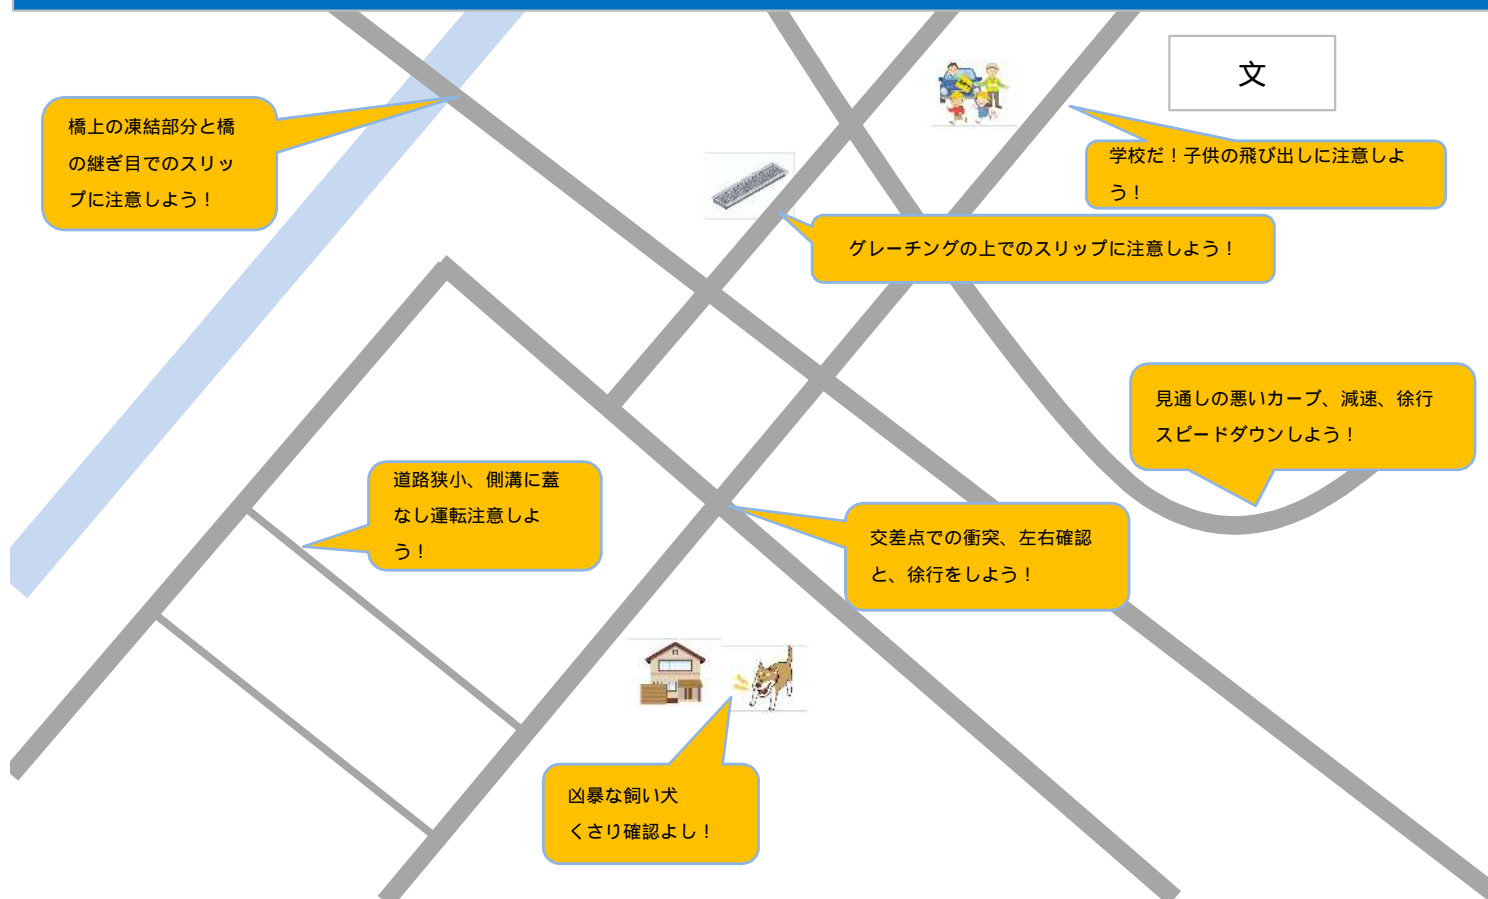 文
橋上の凍結部分と橋
の継ぎ目でのスリッ
プに注意しよう！
学校だ！子供の飛び出しに注意しよ
う！
グレーチングの上でのスリップに注意しよう！
見通しの悪いカーブ、減速、徐行
スピードダウンしよう！
道路狭小、側溝に蓋
なし運転注意しよ
う！
交差点での衝突、左右確認
と、徐行をしよう！
凶暴な飼い犬
くさり確認よし！